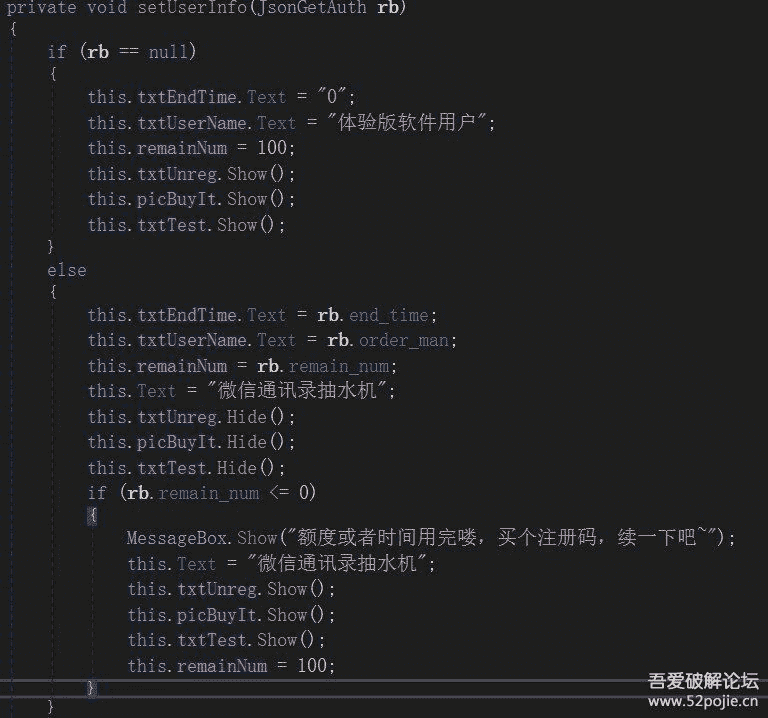 private void setUserInfo(JsonGetAuth rb)
{
if (rb == null)
{
this.txtEndTime.Text = "0";
this.txtUserName.Text = "体验版软件用户";
this.remainNum = 100;
this.txtUnreg.Show();
this.picBuyIt.Show();
this.txtTest.Show();
}
else
{
this.txtEndTime.Text = rb.end_time;
this.txtUserName.Text = rb.order_man;
this.remainNum = rb.remain_num;
this.Text = "微信通讯录抽水机";
this.txtUnreg.Hide();
this.picBuyIt.Hide();
this.txtTest.Hide();
if (rb.remain_num <= 0)
{
MessageBox.Show("额度或者时间用完喽，买个注册码，续一下吧~");
this.Text = "微信通讯录抽水机";
this.txtUnreg.Show();
this.picBuyIt.Show();
this.txtTest.Show();
this.remainNum = 100;
}
}
吾爱破解论坛
www.52pojie.cn